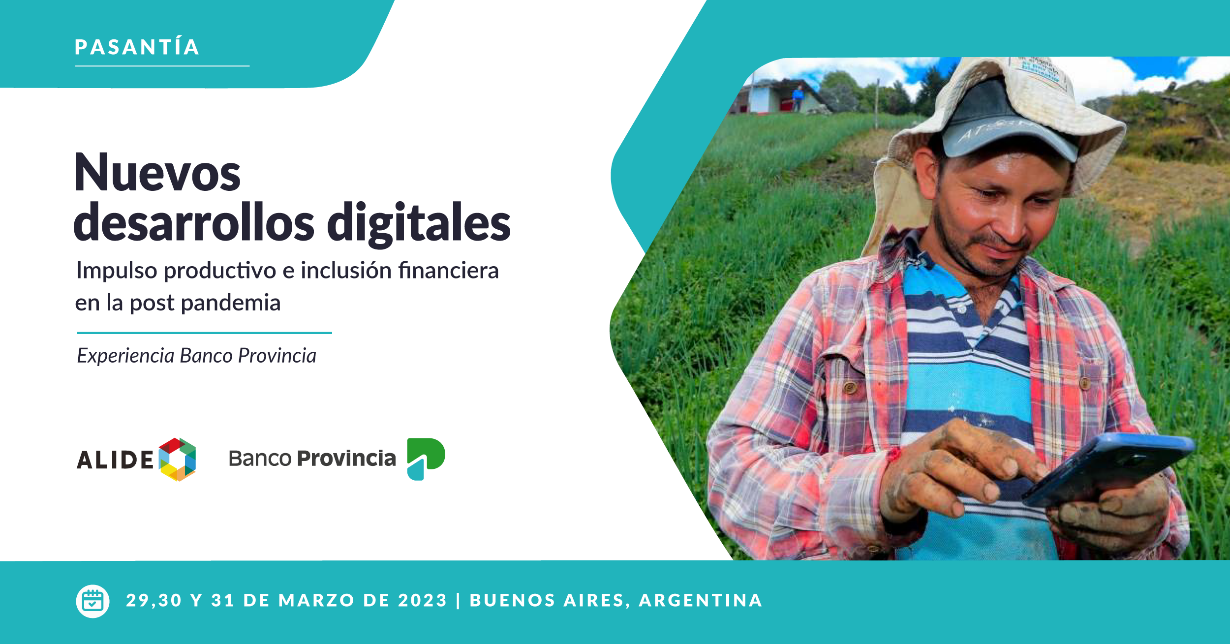 PASANTÍA
Nuevos
desarrollos digitales
Impulso productivo e inclusión financiera
en la post pandemia
Experiencia Banco Provincia
ALIDE
Banco Provincia
29,30 Y 31 DE MARZO DE 2023 | BUENOS AIRES, ARGENTINA